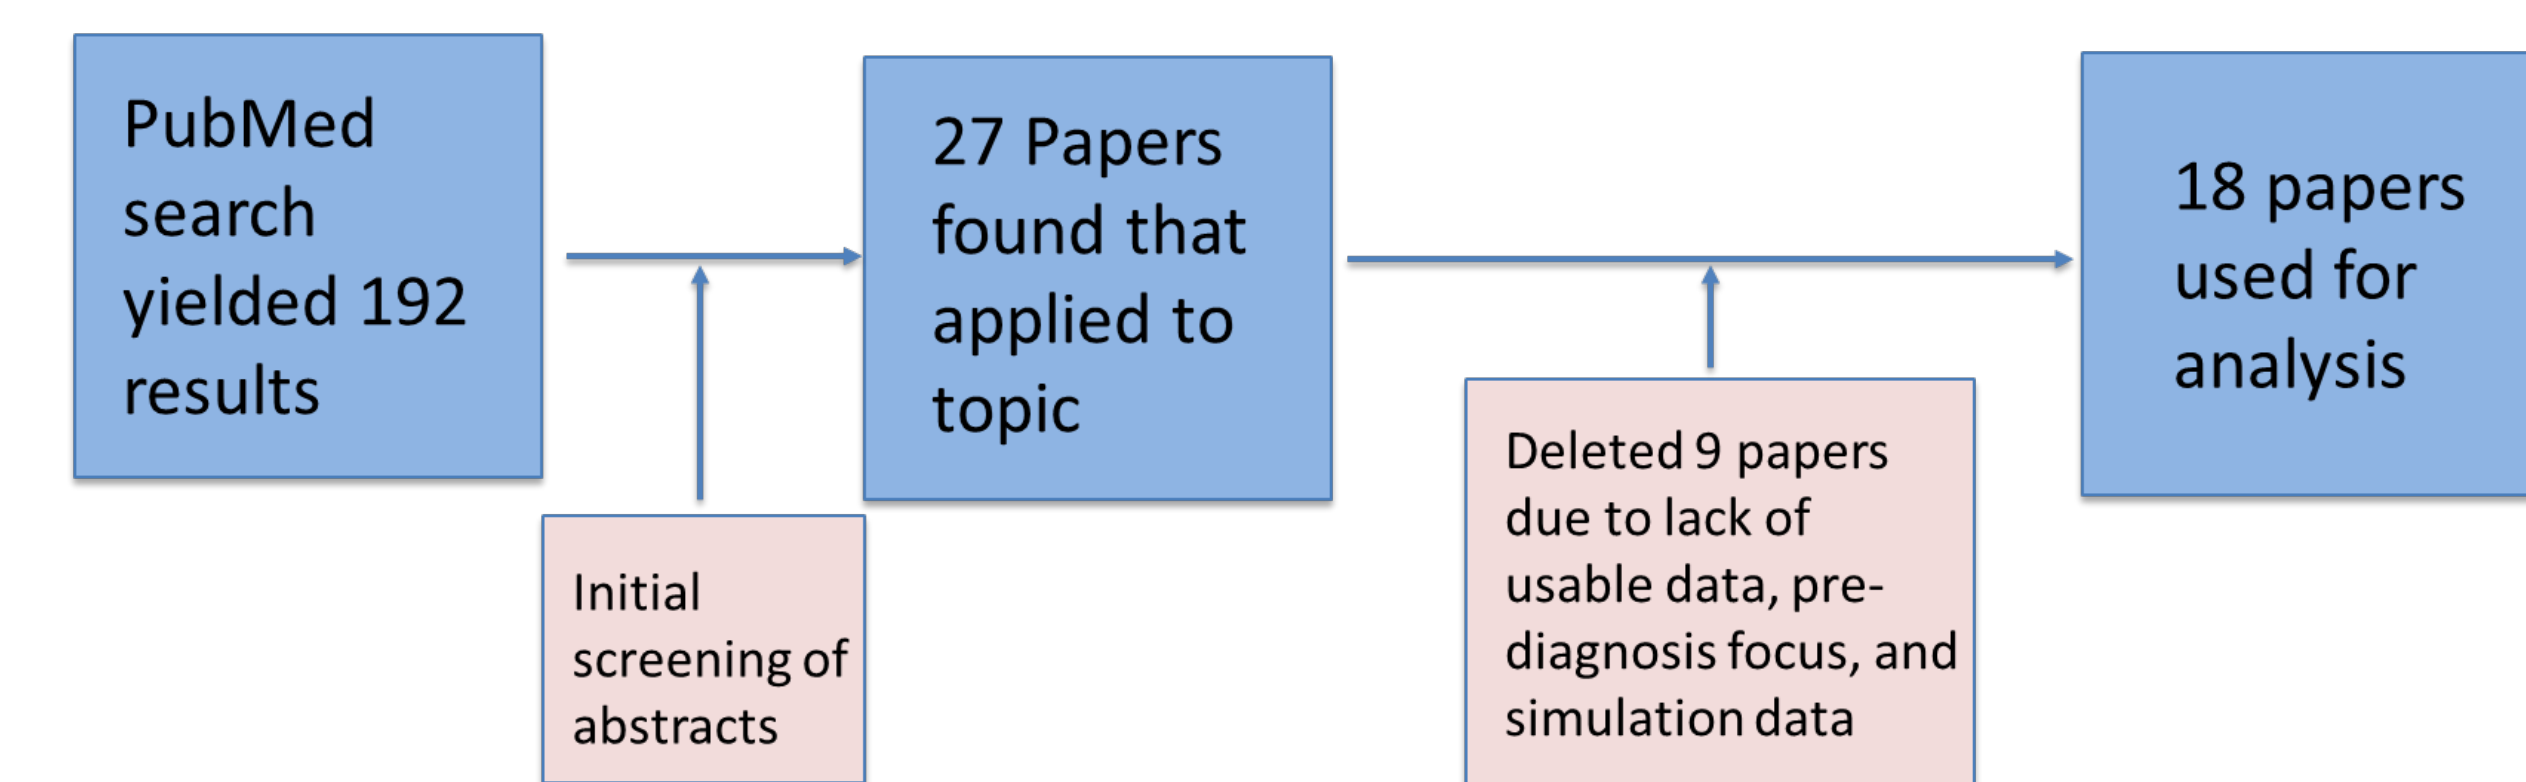 PubMed
search
yielded 192
results
27 Papers
found that
applied to
topic
18 papers
used for
analysis
Initial
screening of
abstracts
Deleted 9 papers
due to lack of
usable data, pre-
diagnosis focus, and
simulation data